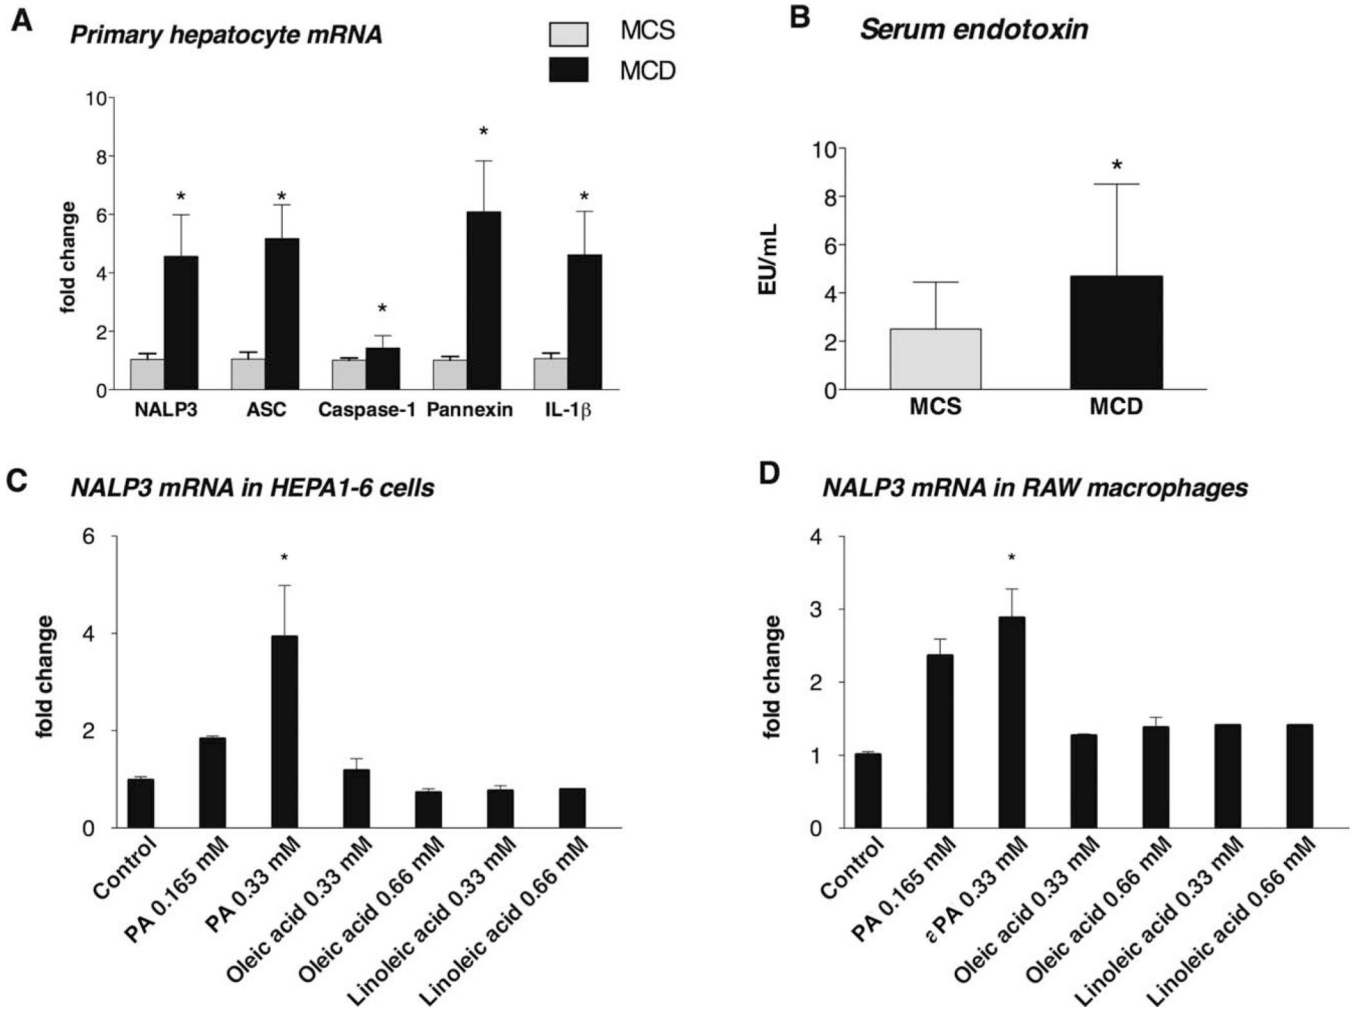 A
Primary hepatocyte mRNA
MCS
MCD
10
8
6
4
2
0
fold change
*
*
*
*
*
NALP3 ASC Caspase-1 Pannexin IL-1β
B
Serum endotoxin
10
8
6
4
2
0
EU/mL
*
MCS MCD
C
NALP3 mRNA in HEPA1-6 cells
6
4
2
0
fold change
*
Control
PA 0.165 mM
PA 0.33 mM
Oleic acid 0.33 mM
Oleic acid 0.66 mM
Linoleic acid 0.33 mM
Linoleic acid 0.66 mM
D
NALP3 mRNA in RAW macrophages
4
3
2
1
0
fold change
*
Control
PA 0.165 mM
ε PA 0.33 mM
Oleic acid 0.33 mM
Oleic acid 0.66 mM
Linoleic acid 0.33 mM
Linoleic acid 0.66 mM